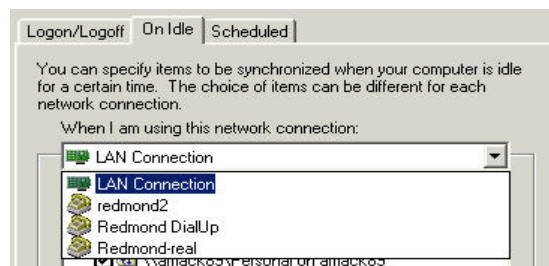 Logon/Logoff On Idle Scheduled
You can specify items to be synchronized when your computer is idle
for a certain time. The choice of items can be different for each
network connection.
When I am using this network connection:
LAN Connection
LAN Connection
redmond2
Redmond DialUp
Redmond-real